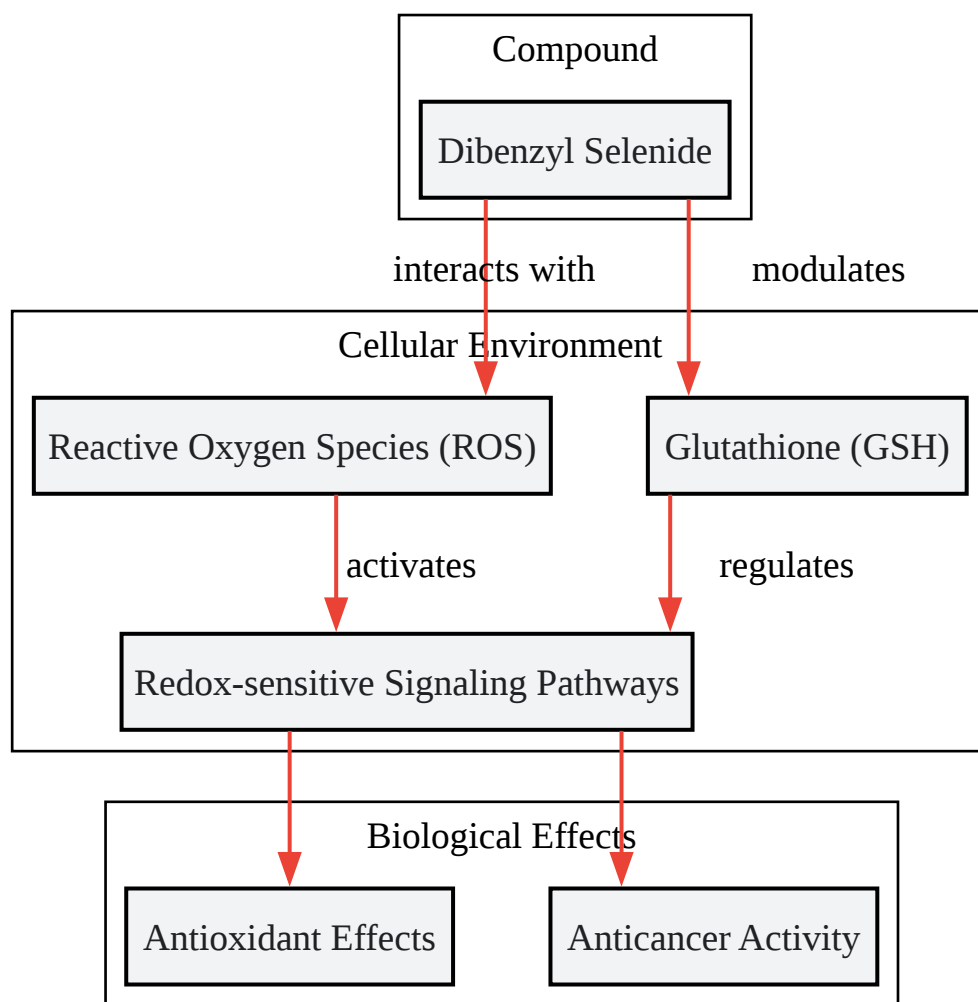 Compound
Dibenzyl Selenide
interacts with
modulates
Cellular Environment
Reactive Oxygen Species (ROS)
Glutathione (GSH)
activates
regulates
Redox-sensitive Signaling Pathways
Biological Effects
Antioxidant Effects
Anticancer Activity